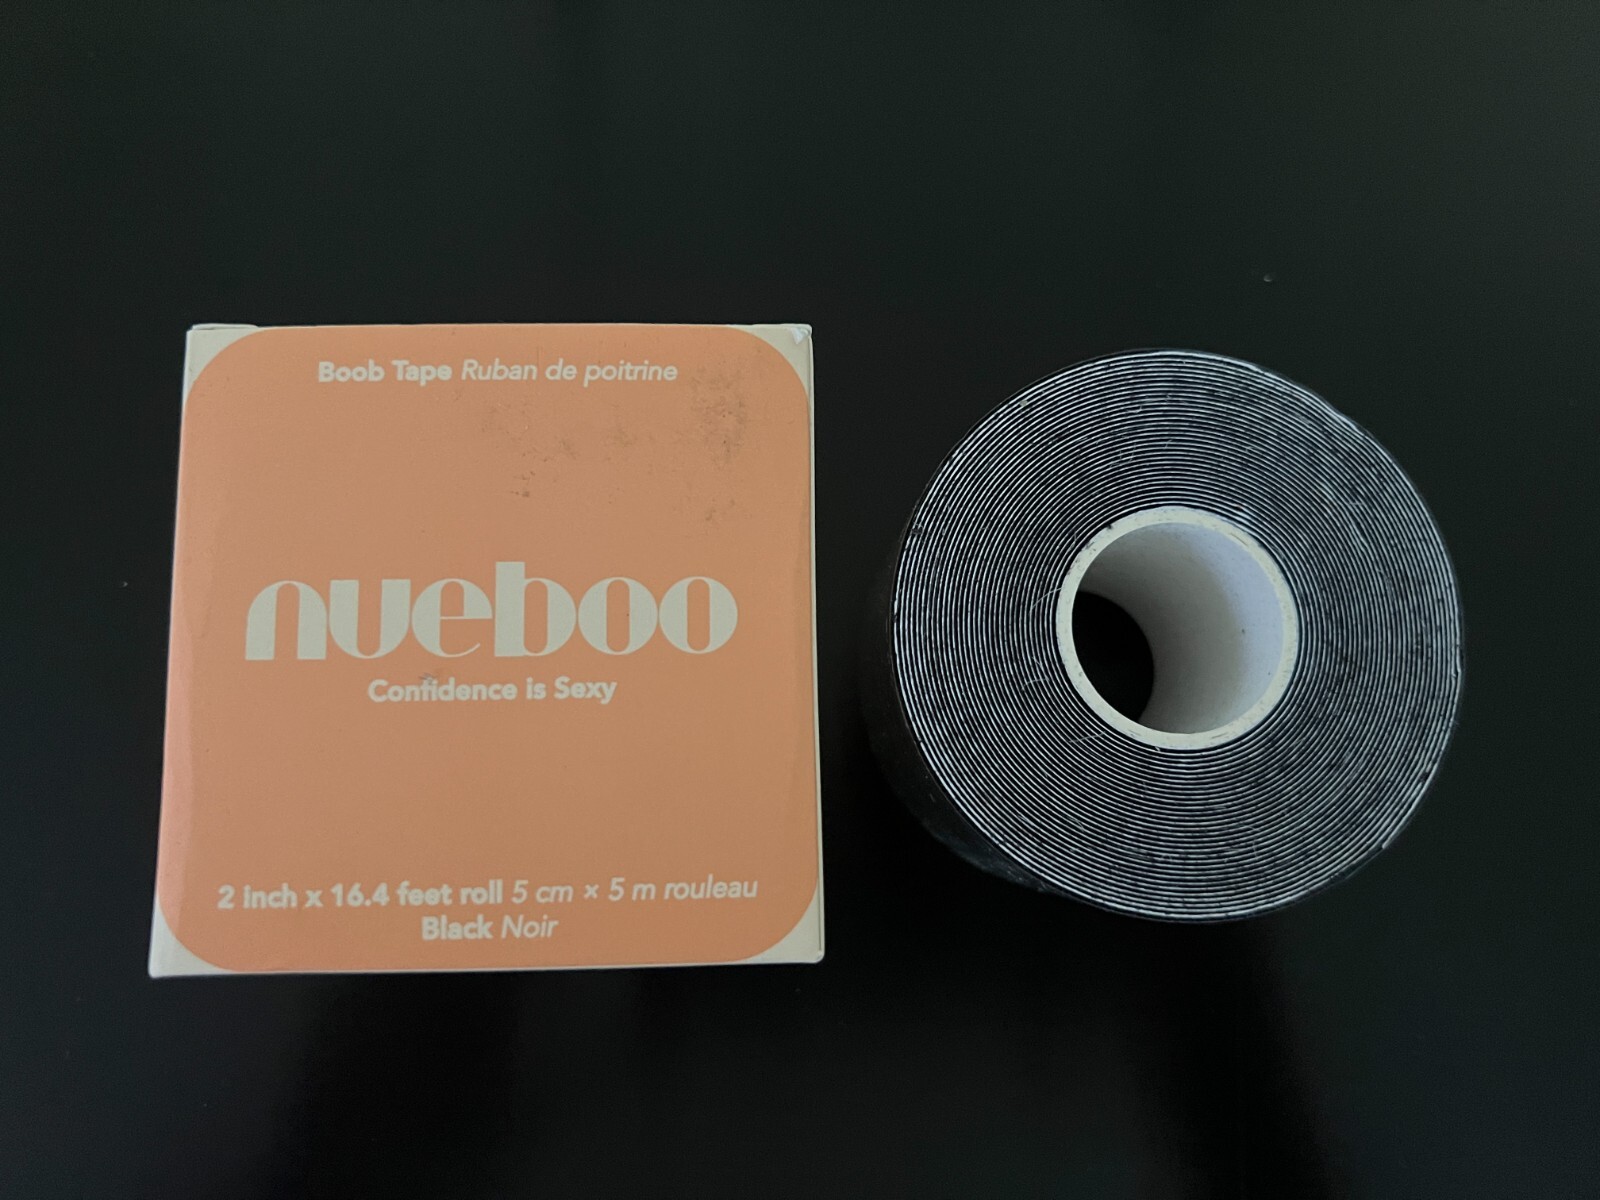 Boob Tape Ruban de poitrine
nueboo
Confidence is Sexy
2 inch x 16.4 feet roll 5 cm × 5 m rouleau
Black Noir